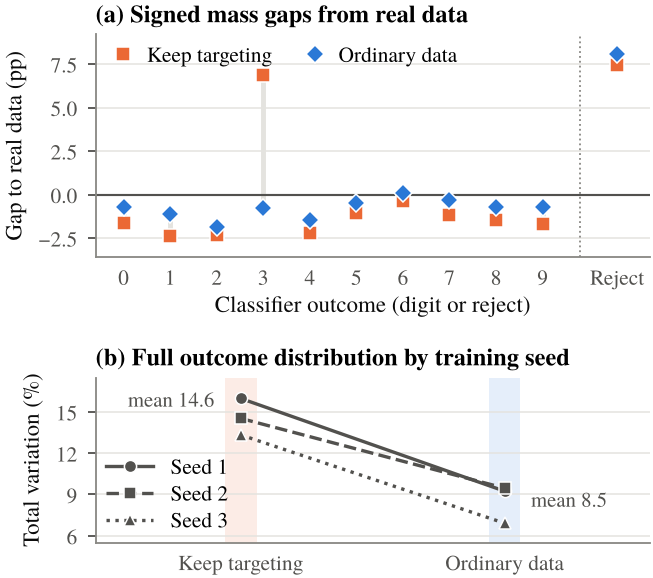 (a) Signed mass gaps from real data
Gap to real data (pp)
Keep targeting
Ordinary data
7.5
5.0
2.5
0.0
−2.5
0 1 2 3 4 5 6 7 8 9 Reject
Classifier outcome (digit or reject)
(b) Full outcome distribution by training seed
Total variation (%)
15
12
9
6
mean 14.6
mean 8.5
Seed 1
Seed 2
Seed 3
Keep targeting
Ordinary data